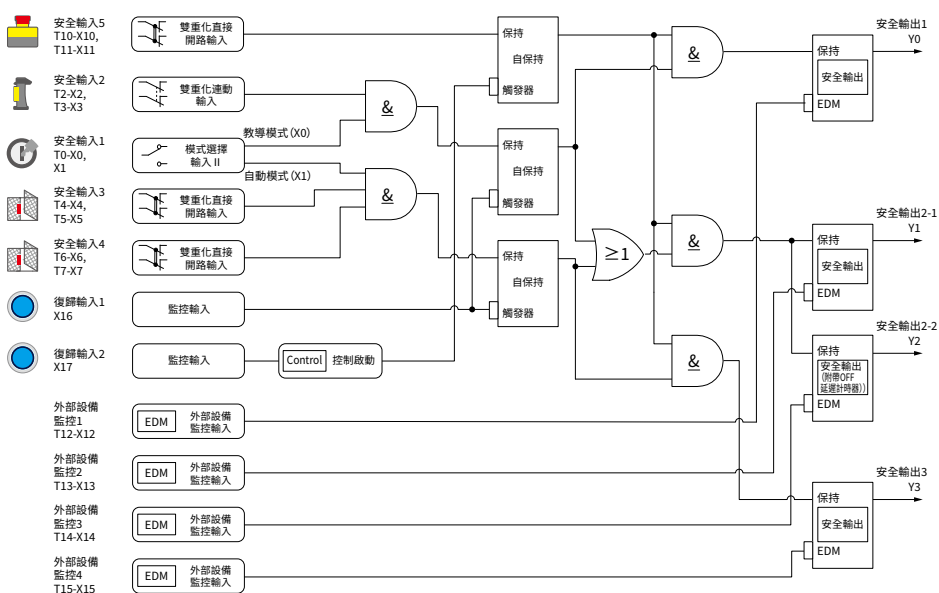 安全輸入5
T10-X10,
T11-X11
雙重化直接
開路輸入
安全輸入2
T2-X2,
T3-X3
雙重化連動
輸入
安全輸入1
T0-X0,
X1
模式選擇
輸入 II
教導模式(X0)
自動模式(X1)
安全輸入3
T4-X4,
T5-X5
雙重化直接
開路輸入
安全輸入4
T6-X6,
T7-X7
雙重化直接
開路輸入
復歸輸入1
X16
監控輸入
復歸輸入2
X17
監控輸入
Control 控制啟動
外部設備
監控1
T12-X12
EDM
外部設備
監控輸入
外部設備
監控2
T13-X13
EDM
外部設備
監控輸入
外部設備
監控3
T14-X14
EDM
外部設備
監控輸入
外部設備
監控4
T15-X15
EDM
外部設備
監控輸入
&
&
保持
自保持
觸發器
保持
自保持
觸發器
保持
自保持
觸發器
≥1
&
&
&
安全輸出1
Y0
保持
安全輸出
EDM
安全輸出2-1
Y1
保持
安全輸出
EDM
安全輸出2-2
Y2
保持
安全輸出
(附帶OFF
延遲計時器))
EDM
安全輸出3
Y3
保持
安全輸出
EDM